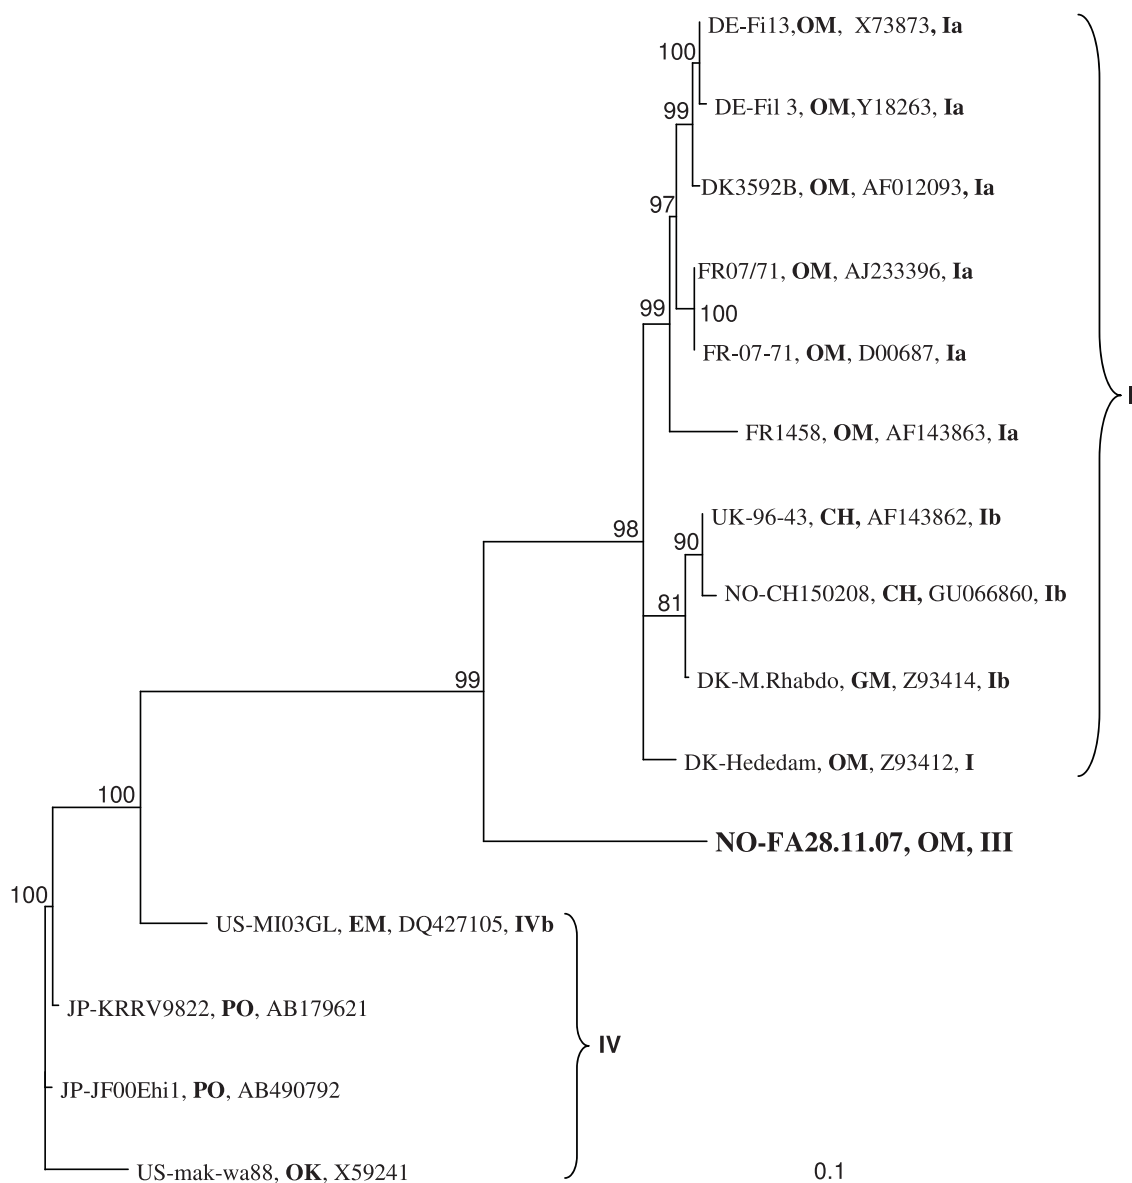 DE-Fi13,OM, X73873, Ia
100
DE-Fil 3, OM,Y18263, Ia
99
DK3592B, OM, AF012093, Ia
97
FR07/71, OM, AJ233396, Ia
100
99
FR-07-71, OM, D00687, Ia
I
FR1458, OM, AF143863, Ia
UK-96-43, CH, AF143862, Ib
98
90
NO-CH150208, CH, GU066860, Ib
81
DK-M.Rhabdo, GM, Z93414, Ib
99
DK-Hededam, OM, Z93412, I
100
NO-FA28.11.07, OM, III
100
US-MI03GL, EM, DQ427105, IVb
JP-KRRV9822, PO, AB179621
IV
JP-JF00Ehi1, PO, AB490792
US-mak-wa88, OK, X59241
0.1